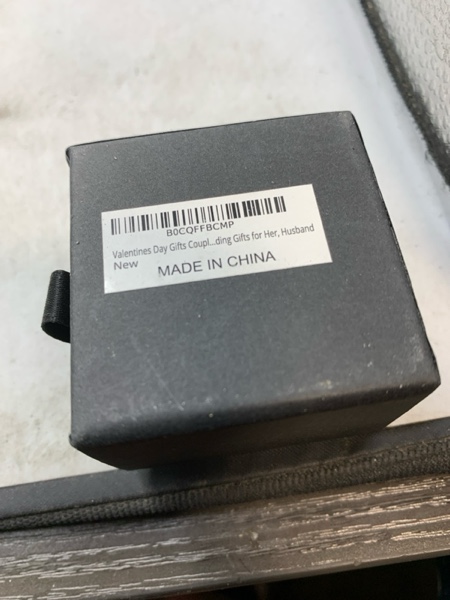 B0CQFFBCMP
Valentines Day Gifts Coupl...ding Gifts for Her, Husband
New
MADE IN CHINA